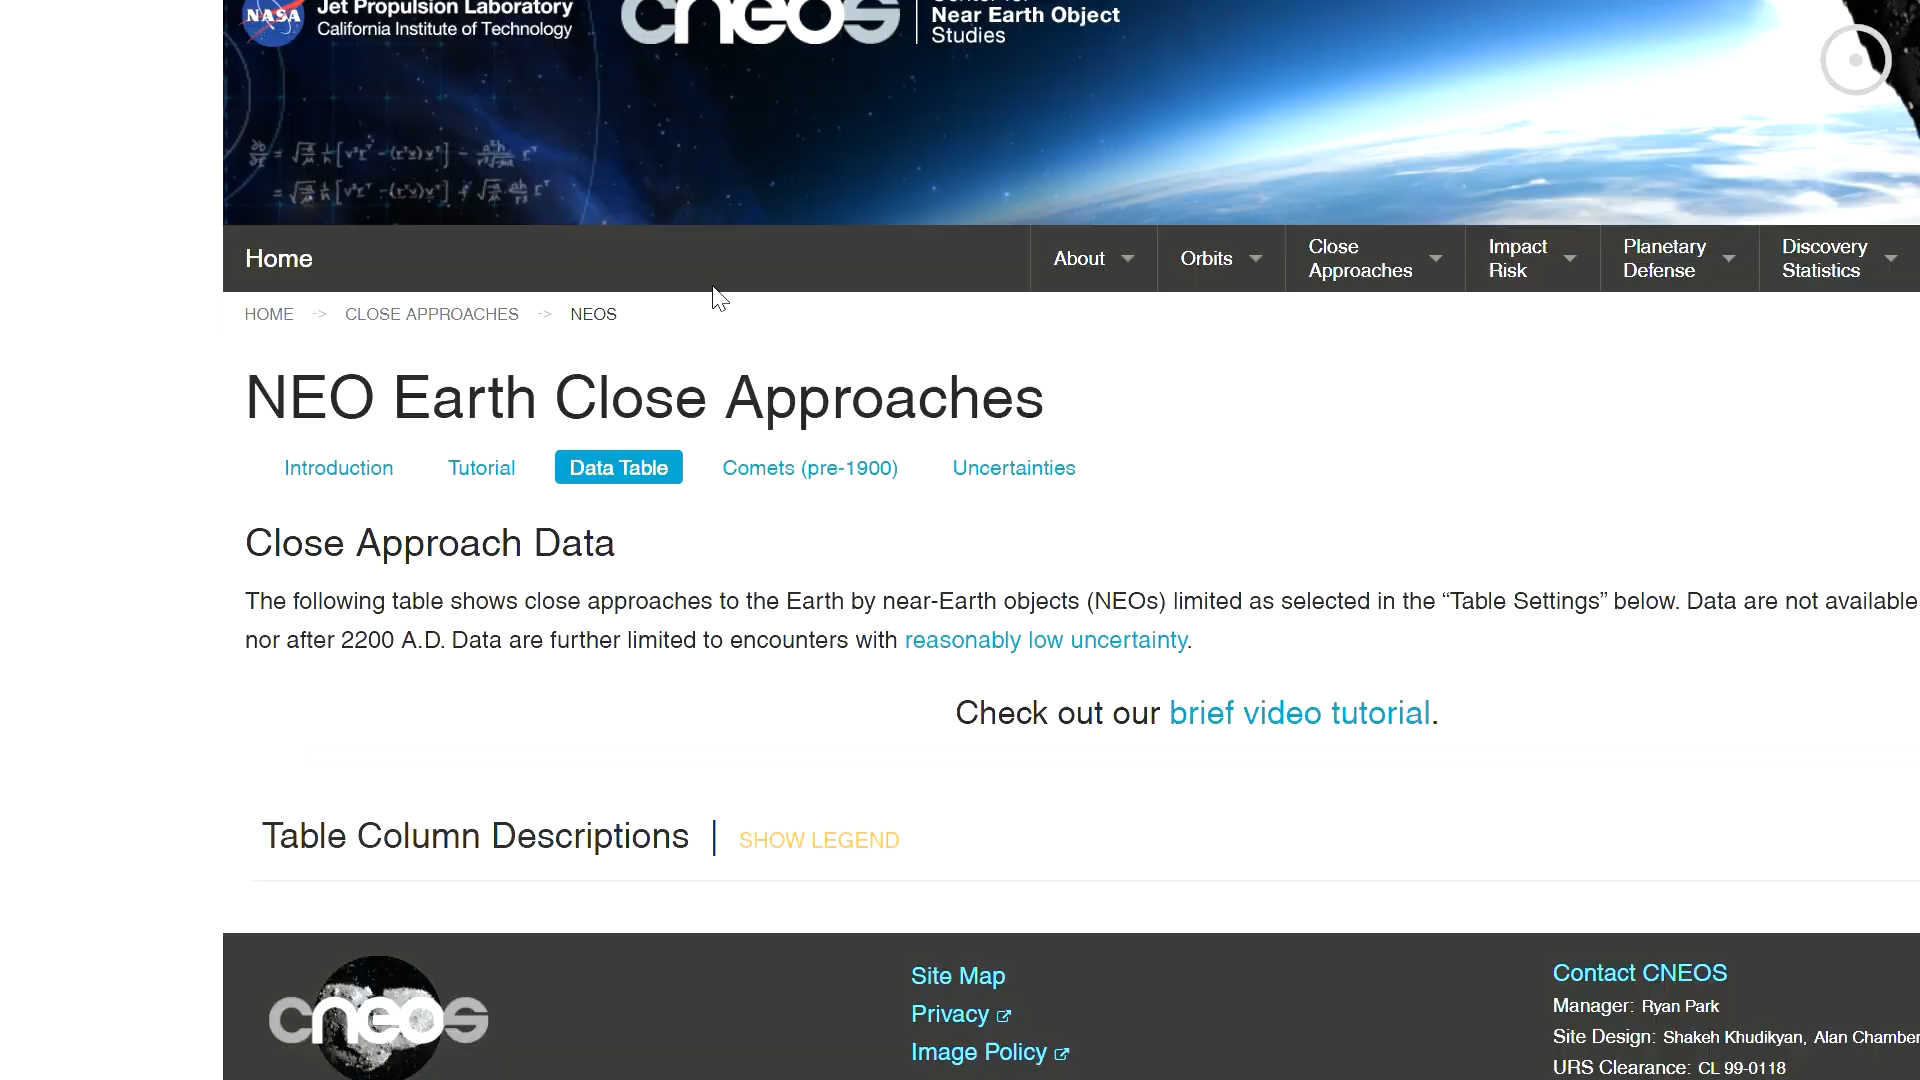 NASA
Jet Propulsion Laboratory
California Institute of Technology
cneos
Near Earth Object
Studies
Home
About
Orbits
Close
Approaches
Impact
Risk
Planetary
Defense
Discovery
Statistics
HOME -> CLOSE APPROACHES -> NEOS
NEO Earth Close Approaches
Introduction Tutorial Data Table Comets (pre-1900) Uncertainties
Close Approach Data
The following table shows close approaches to the Earth by near-Earth objects (NEOs) limited as selected in the “Table Settings” below. Data are not available
nor after 2200 A.D. Data are further limited to encounters with reasonably low uncertainty.
Check out our brief video tutorial.
Table Column Descriptions | SHOW LEGEND
cneos
Site Map
Privacy
Image Policy
Contact CNEOS
Manager: Ryan Park
Site Design: Shakeh Khudikyan, Alan Chamber
URS Clearance: CL 99-0118